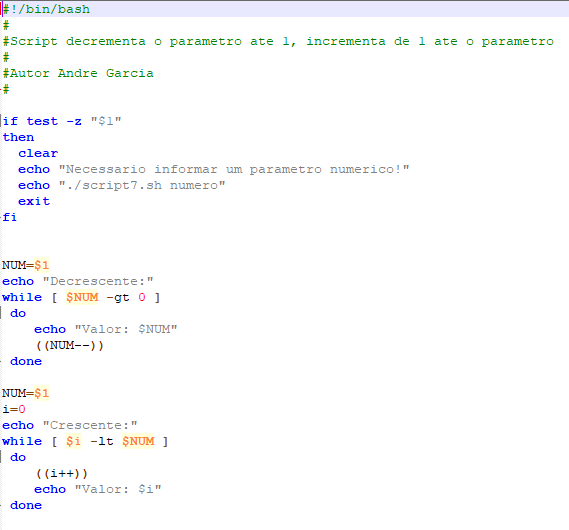 #!/bin/bash
#
#Script decrementa o parametro ate 1, incrementa de 1 ate o parametro
#
#Autor Andre Garcia
#
if test -z "$1"
then
  clear
  echo "Necessario informar um parametro numerico!"
  echo "./script7.sh numero"
  exit
fi
NUM=$1
echo "Decrescente:"
while [ $NUM -gt 0 ]
 do
    echo "Valor: $NUM"
    ((NUM--))
 done
NUM=$1
i=0
echo "Crescente:"
while [ $i -lt $NUM ]
 do
    ((i++))
    echo "Valor: $i"
 done